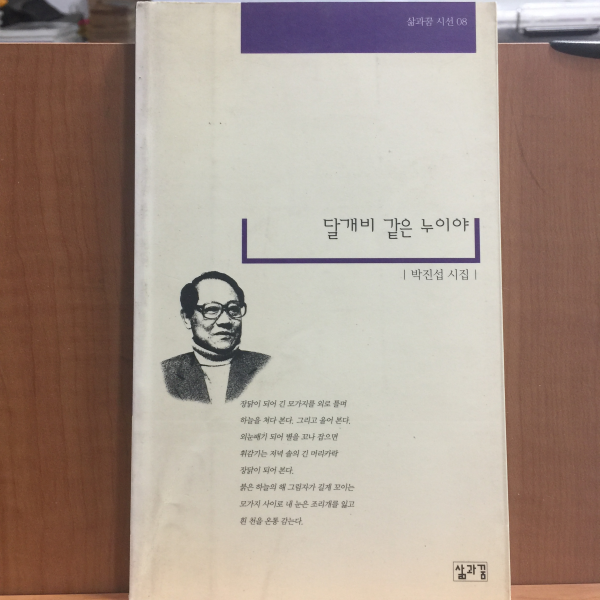 삶과꿈 시선 08
달개비 같은 누이야
| 박진섭 시집 |
장닭이 되어 긴 모가지를 외로 틀며
하늘을 쳐다 본다. 그리고 울어 본다.
외눈배기 되어 별을 꼬나 잡으면
휘감기는 저녁 솔의 긴 머리카락
장닭이 되어 본다.
붉은 하늘의 해 그림자가 길게 꼬이는
모가지 사이로 내 눈은 조리개를 잃고
흰 천을 온통 감는다.
삶과꿈